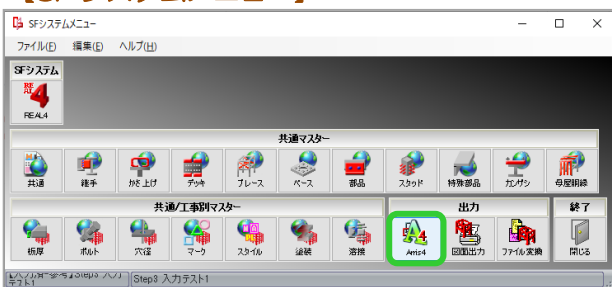 SFシステムメニュー
ファイル(F) 編集(E) ヘルプ(H)
SFシステム
REAL4
共通マスター
共通 継手 かさ上げ デッキ ブレース ベース 部品 スタッド 特殊部品 カンザシ 母屋胴縁
共通/工事別マスター 出力 終了
板厚 ボルト 穴径 マーク スタイル 塗装 溶接 Arris4 図面出力 ファイル変換 閉じる
Step3 入力テスト1